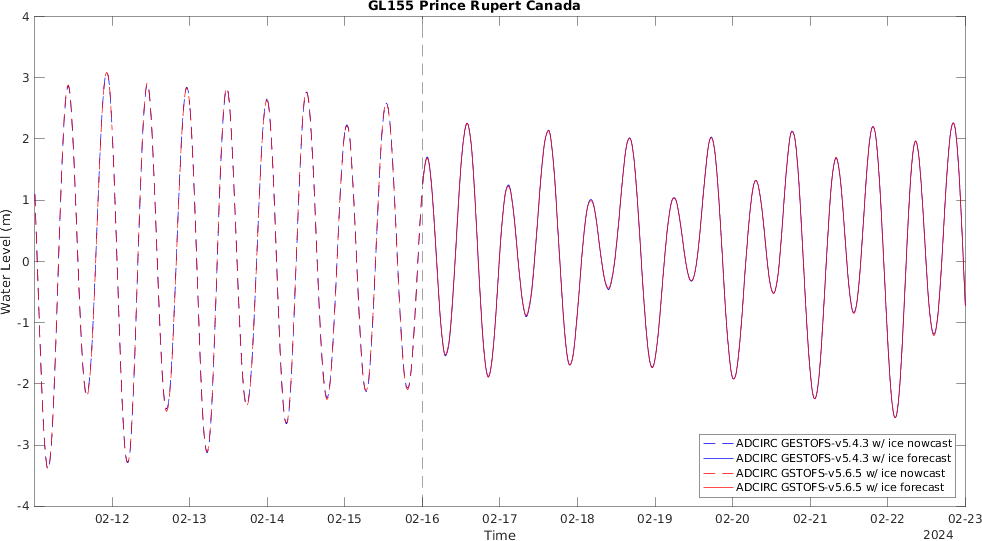 GL155 Prince Rupert Canada
4
3
2
1
0
-1
-2
-3
-4
Water Level (m)
ADCIRC GESTOFS-v5.4.3 w/ ice nowcast
ADCIRC GESTOFS-v5.4.3 w/ ice forecast
ADCIRC GSTOFS-v5.6.5 w/ ice nowcast
ADCIRC GSTOFS-v5.6.5 w/ ice forecast
02-12 02-13 02-14 02-15 02-16 02-17 02-18 02-19 02-20 02-21 02-22 02-23
Time
2024